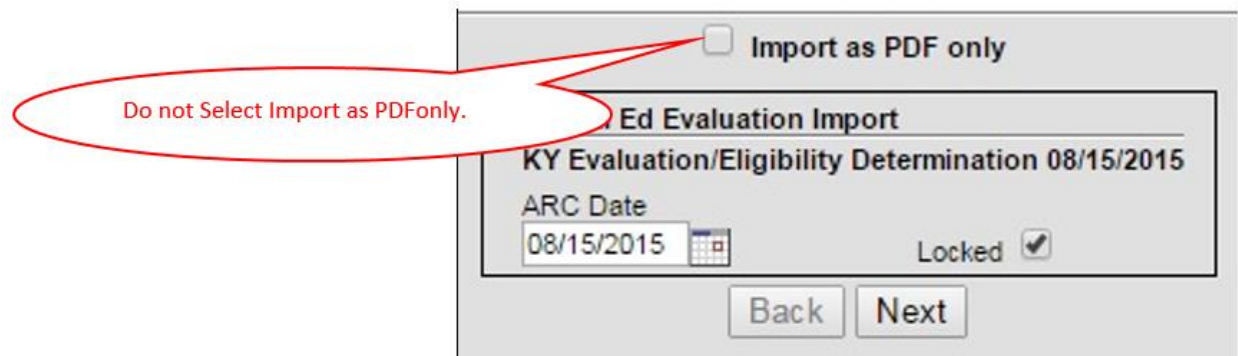 Import as PDF only
Do not Select Import as PDFonly.
Ed Evaluation Import
KY Evaluation/Eligibility Determination 08/15/2015
ARC Date
08/15/2015
Locked
Back
Next